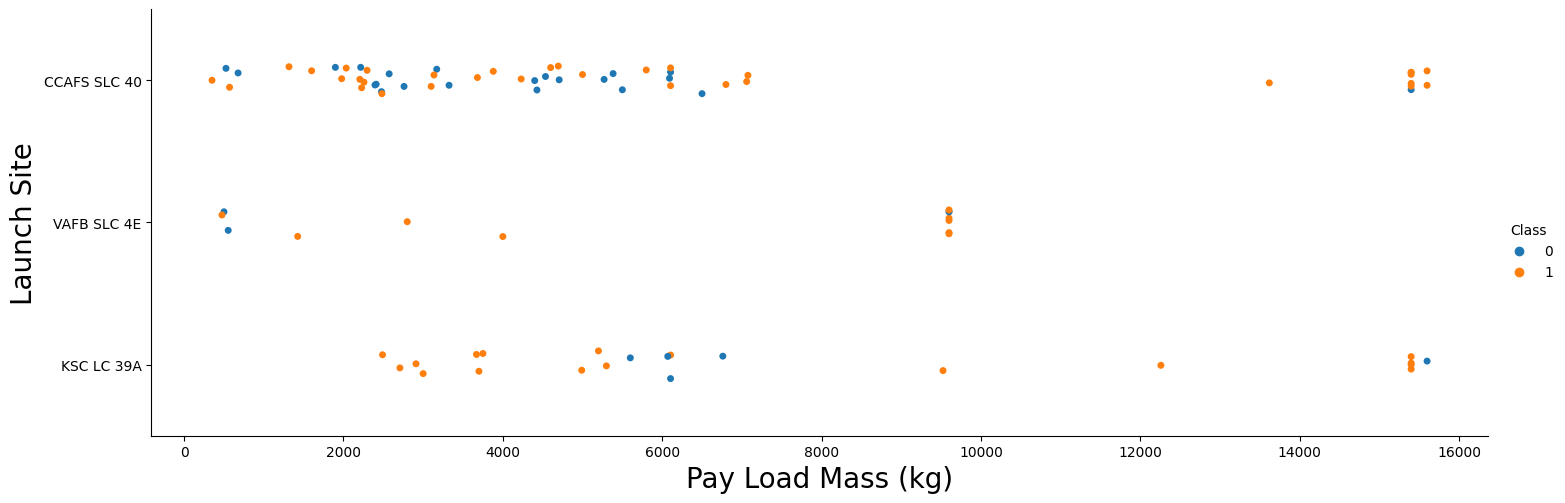 CCAFS SLC 40
VAFB SLC 4E
KSC LC 39A
Launch Site
0 2000 4000 6000 8000 10000 12000 14000 16000
Pay Load Mass (kg)
Class
0
1